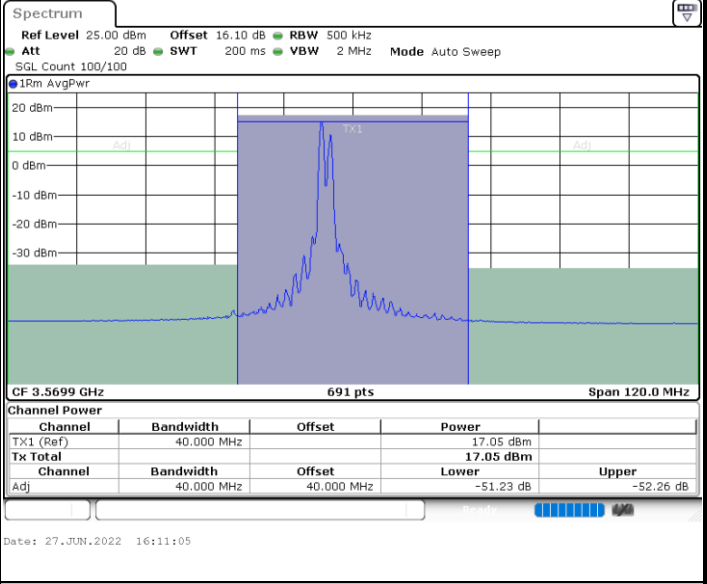 Spectrum
Ref Level 25.00 dBm Offset 16.10 dB RBW 500 kHz
Att 20 dB SWT 200 ms VBW 2 MHz Mode Auto Sweep
SGL Count 100/100
1Rm AvgPwr
20 dBm
TX1
10 dBm
Adj Adj
0 dBm
-10 dBm
-20 dBm
-30 dBm
CF 3.5699 GHz 691 pts Span 120.0 MHz
Channel Power
Channel Bandwidth Offset Power
TX1 (Ref) 40.000 MHz 17.05 dBm
Tx Total 17.05 dBm
Channel Bandwidth Offset Lower Upper
Adj 40.000 MHz 40.000 MHz -51.23 dB -52.26 dB
Ready
Date: 27.JUN.2022 16:11:05